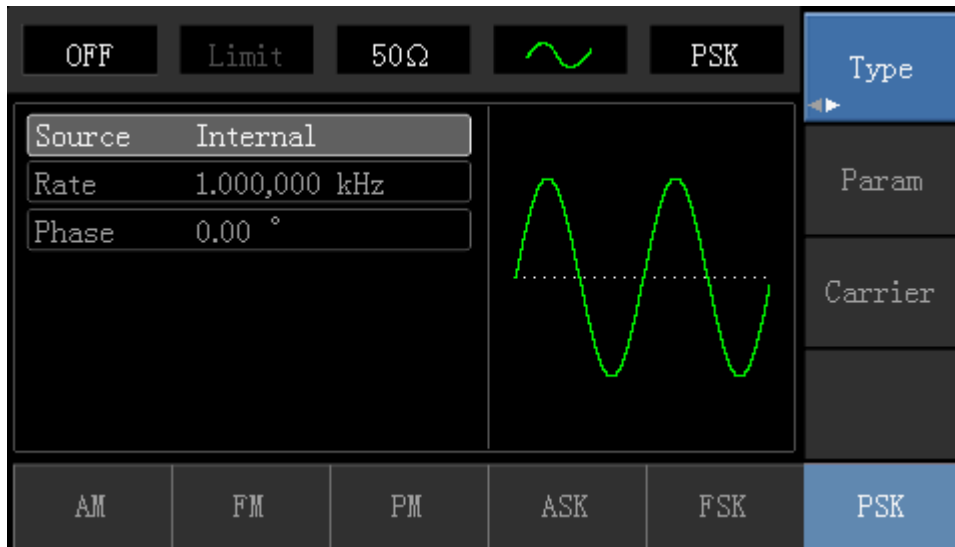 OFF Limit 50Ω PSK
Type
Source Internal
Rate 1.000,000 kHz
Phase 0.00 °
Param
Carrier
AM FM PM ASK FSK PSK